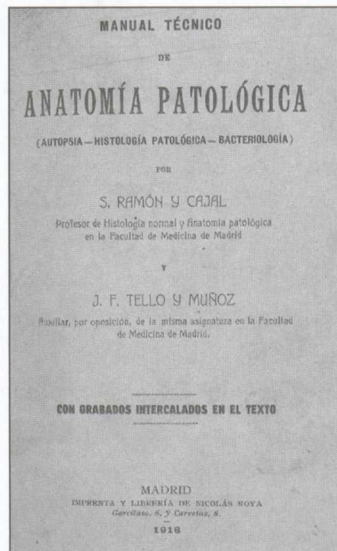 MANUAL TÉCNICO
DE
ANATOMÍA PATOLÓGICA
(AUTOPSIA—HISTOLOGÍA PATOLÓGICA—BACTERIOLOGÍA)
POR
S. RAMÓN Y CAJAL
Profesor de Histología normal y Anatomía patológica
en la Facultad de Medicina de Madrid
Y
J. F. TELLO Y MUÑOZ
Auxiliar, por oposición, de la misma asignatura en la Facultad
de Medicina de Madrid.
CON GRABADOS INTERCALADOS EN EL TEXTO
MADRID
IMPRENTA Y LIBRERÍA DE NICOLÁS MOYA
Garcilaso, 6, y Carretas, 8.
1918